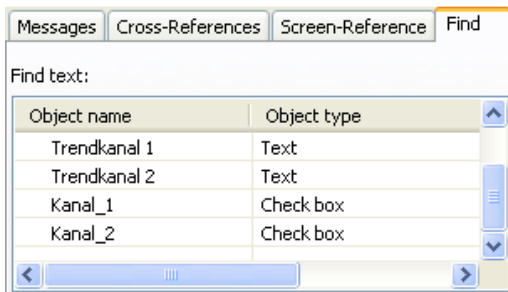 Messages Cross-References Screen-Reference Find
Find text:
Object name Object type
Trendkanal 1 Text
Trendkanal 2 Text
Kanal_1 Check box
Kanal_2 Check box